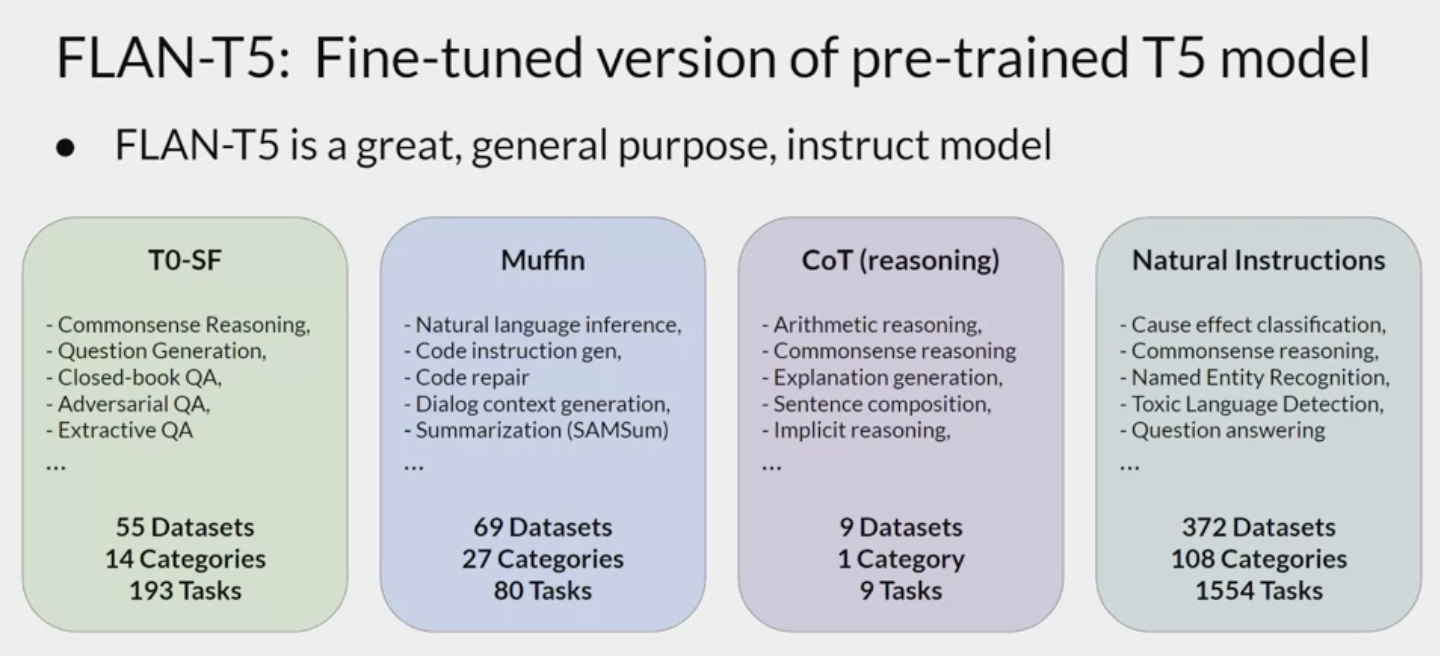 FLAN-T5: Fine-tuned version of pre-trained T5 model
● FLAN-T5 is a great, general purpose, instruct model
T0-SF
- Commonsense Reasoning,
- Question Generation,
- Closed-book QA,
- Adversarial QA,
- Extractive QA
...
55 Datasets
14 Categories
193 Tasks
Muffin
- Natural language inference,
- Code instruction gen,
- Code repair
- Dialog context generation,
- Summarization (SAMSum)
...
69 Datasets
27 Categories
80 Tasks
CoT (reasoning)
- Arithmetic reasoning,
- Commonsense reasoning
- Explanation generation,
- Sentence composition,
- Implicit reasoning,
...
9 Datasets
1 Category
9 Tasks
Natural Instructions
- Cause effect classification,
- Commonsense reasoning,
- Named Entity Recognition,
- Toxic Language Detection,
- Question answering
...
372 Datasets
108 Categories
1554 Tasks